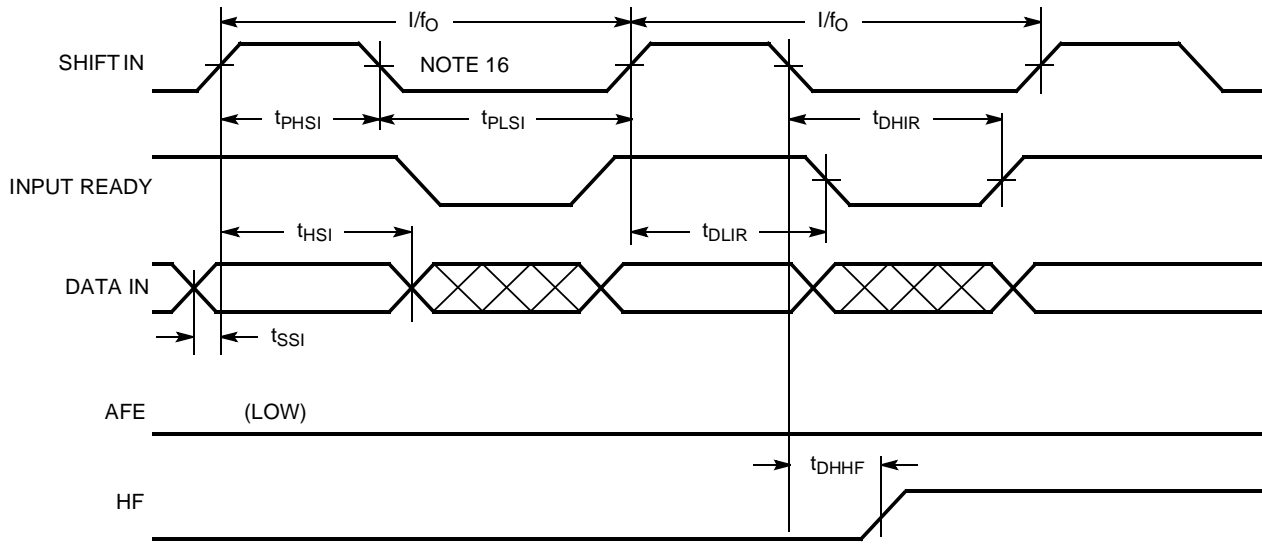 I/fO I/fO
SHIFT IN NOTE 16
tPHSI tPLSI tDHIR
INPUT READY
tHSI tDLIR
DATA IN
tSSI
AFE (LOW)
tDHHF
HF